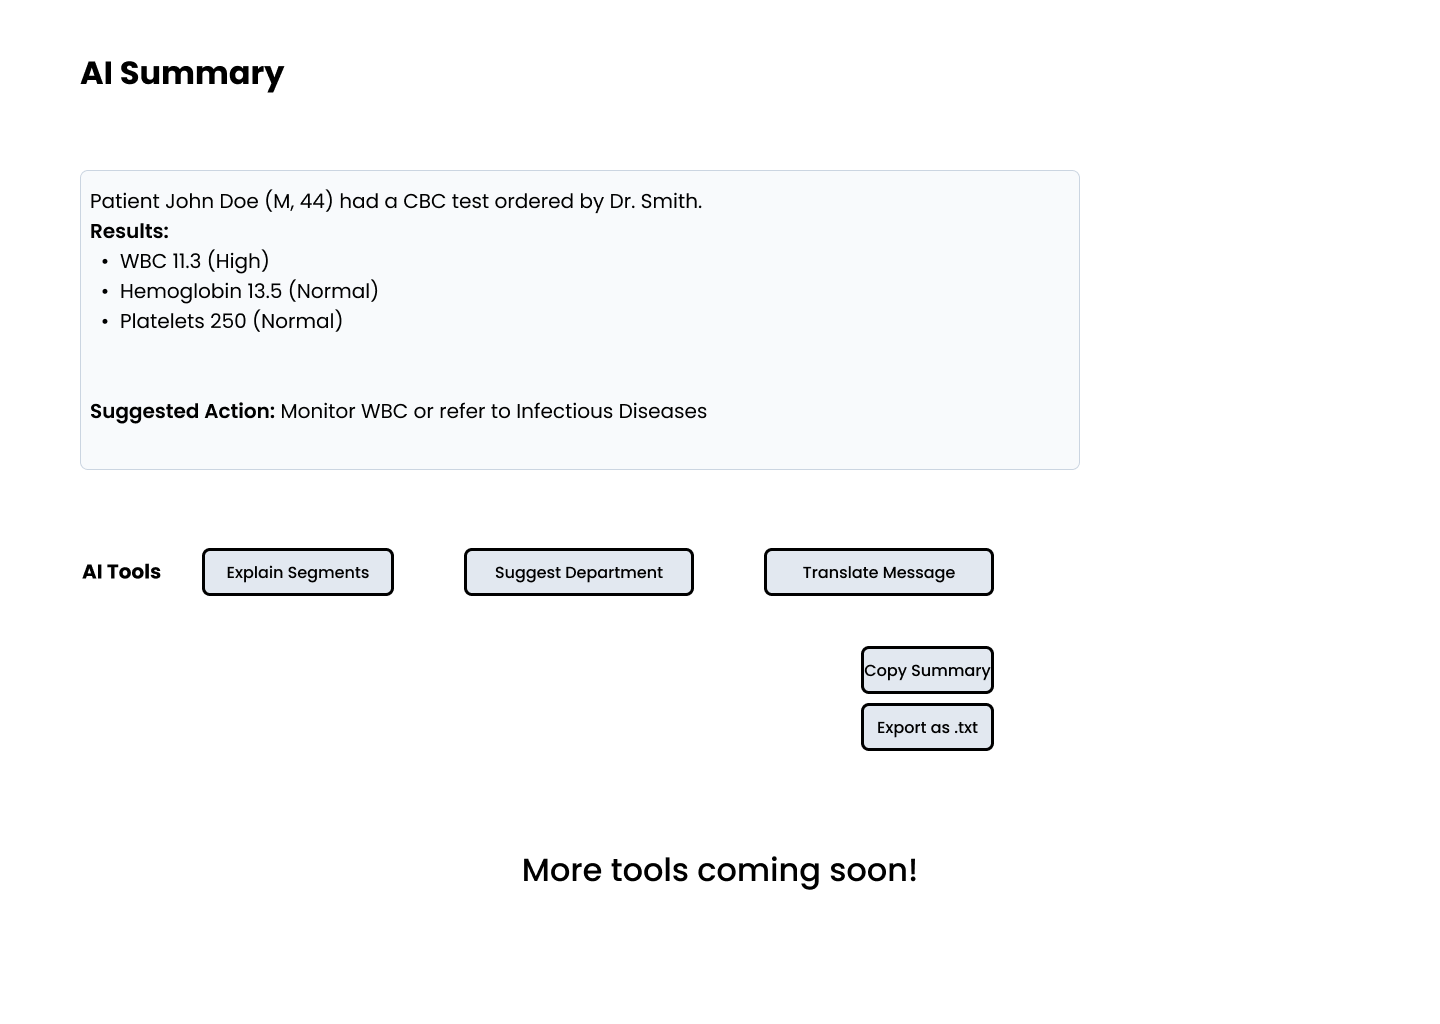 AI Summary
Patient John Doe (M, 44) had a CBC test ordered by Dr. Smith.
Results:
• WBC 11.3 (High)
• Hemoglobin 13.5 (Normal)
• Platelets 250 (Normal)
Suggested Action: Monitor WBC or refer to Infectious Diseases
AI Tools
Explain Segments
Suggest Department
Translate Message
Copy Summary
Export as .txt
More tools coming soon!